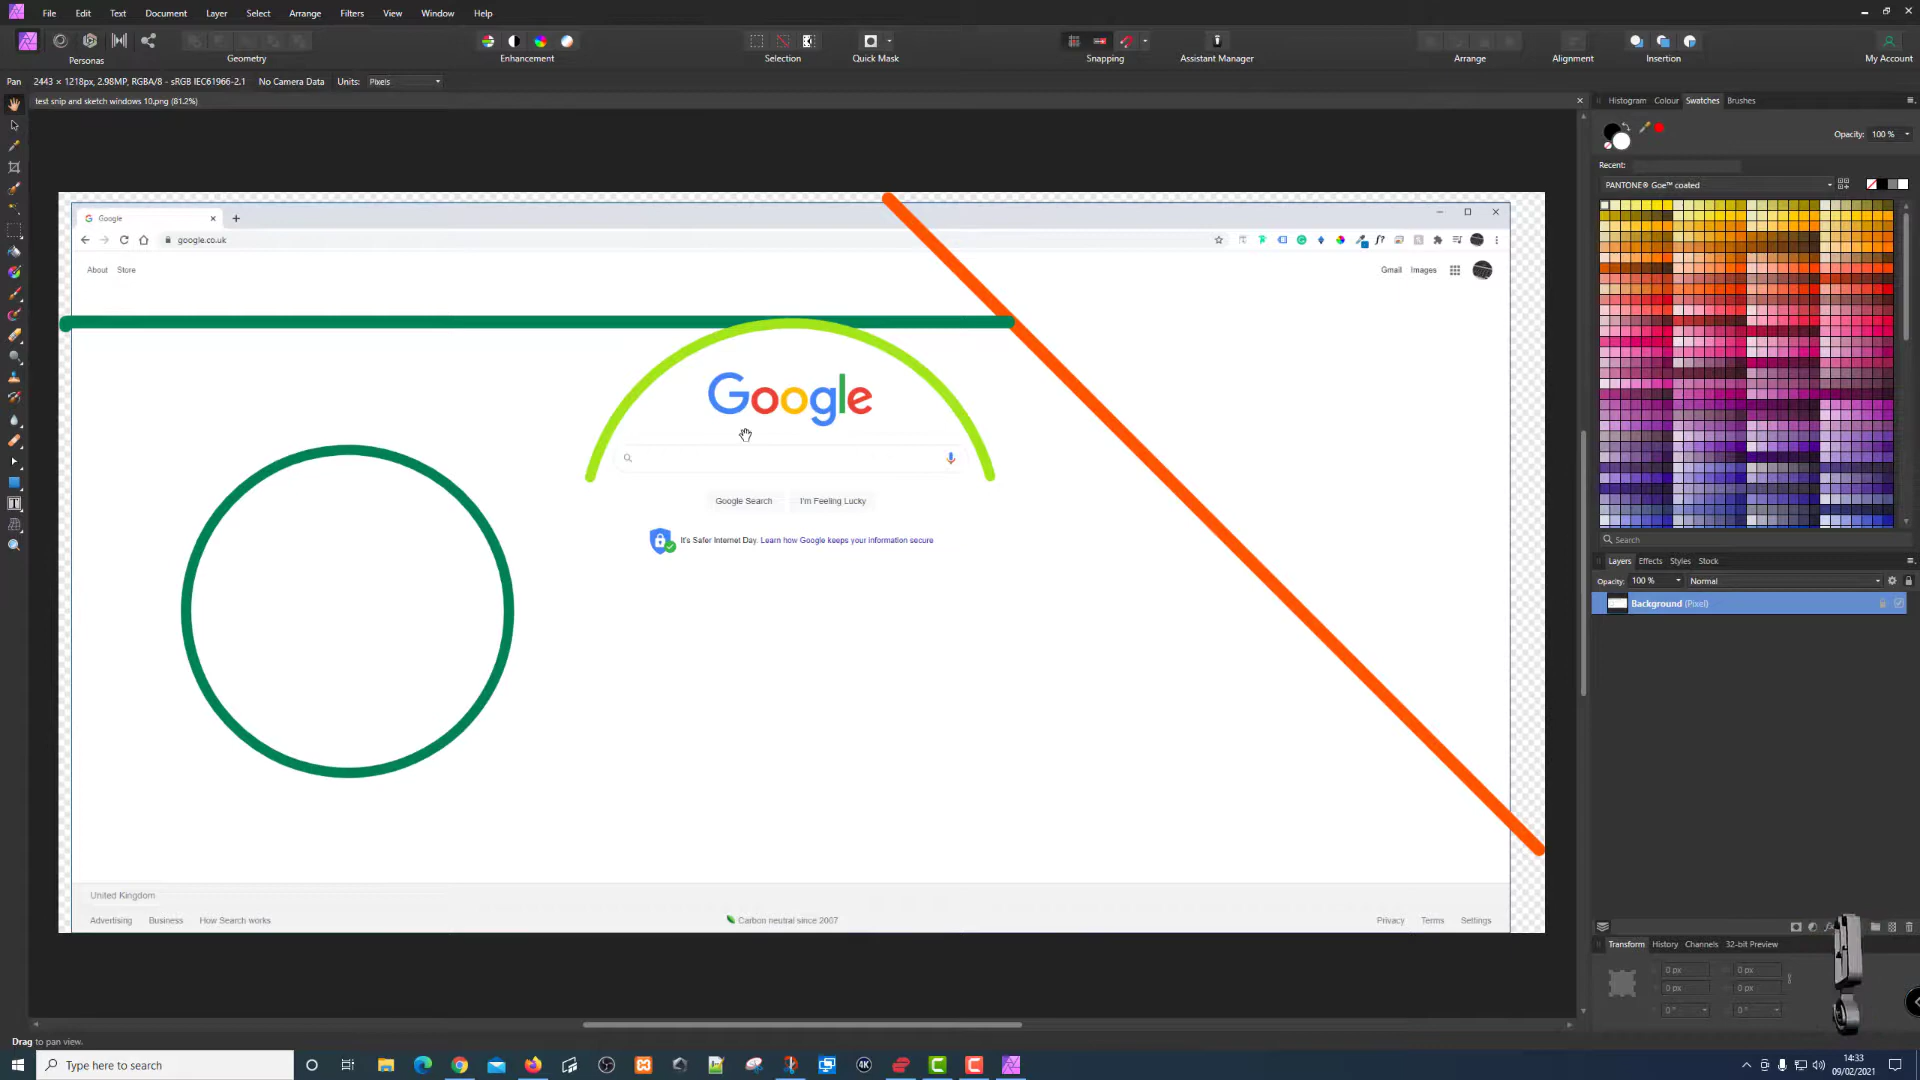 File Edit Text Document Layer Select Arrange Filters View Window Help
Personas Geometry Enhancement Selection Quick Mask Snapping Assistant Manager Arrange Alignment Insertion My Account
Pan 2443 × 1218px, 2.98MP, RGBA/8 - sRGB IEC61966-2.1 No Camera Data Units: Pixels
test snip and sketch windows 10.png (81.2%)
Histogram Colour Swatches Brushes
Opacity: 100 %
Recent:
PANTONE® Goe™ coated
Google
google.co.uk
About Store Gmail Images
Google
Google Search I'm Feeling Lucky
It's Safer Internet Day. Learn how Google keeps your information secure
United Kingdom
Advertising Business How Search works Carbon neutral since 2007 Privacy Terms Settings
Search
Layers Effects Styles Stock
Opacity: 100 % Normal
Background (Pixel)
Transform History Channels 32-bit Preview
0 px 0 px
0 px 0 px
0 ° 0 °
Drag to pan view.
Type here to search
4K
14:33
09/02/2021